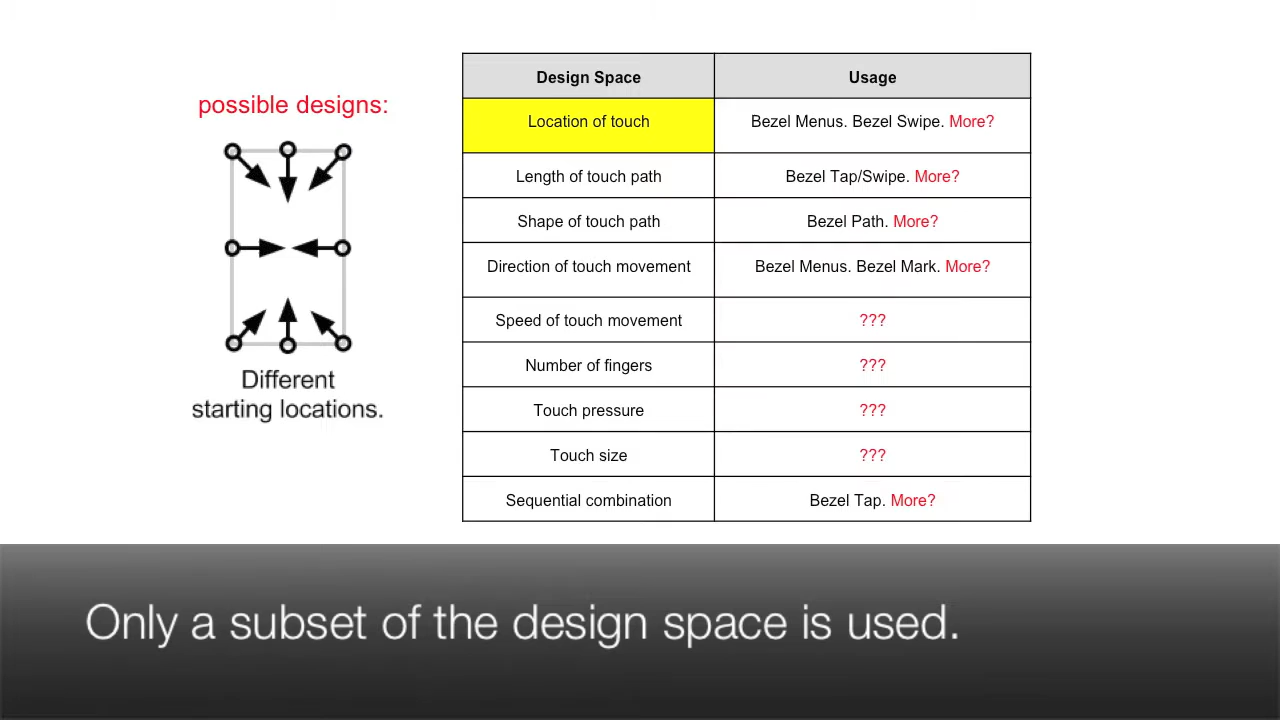 possible designs:
Different
starting locations.
Design Space Usage
Location of touch Bezel Menus. Bezel Swipe. More?
Length of touch path Bezel Tap/Swipe. More?
Shape of touch path Bezel Path. More?
Direction of touch movement Bezel Menus. Bezel Mark. More?
Speed of touch movement ???
Number of fingers ???
Touch pressure ???
Touch size ???
Sequential combination Bezel Tap. More?
Only a subset of the design space is used.